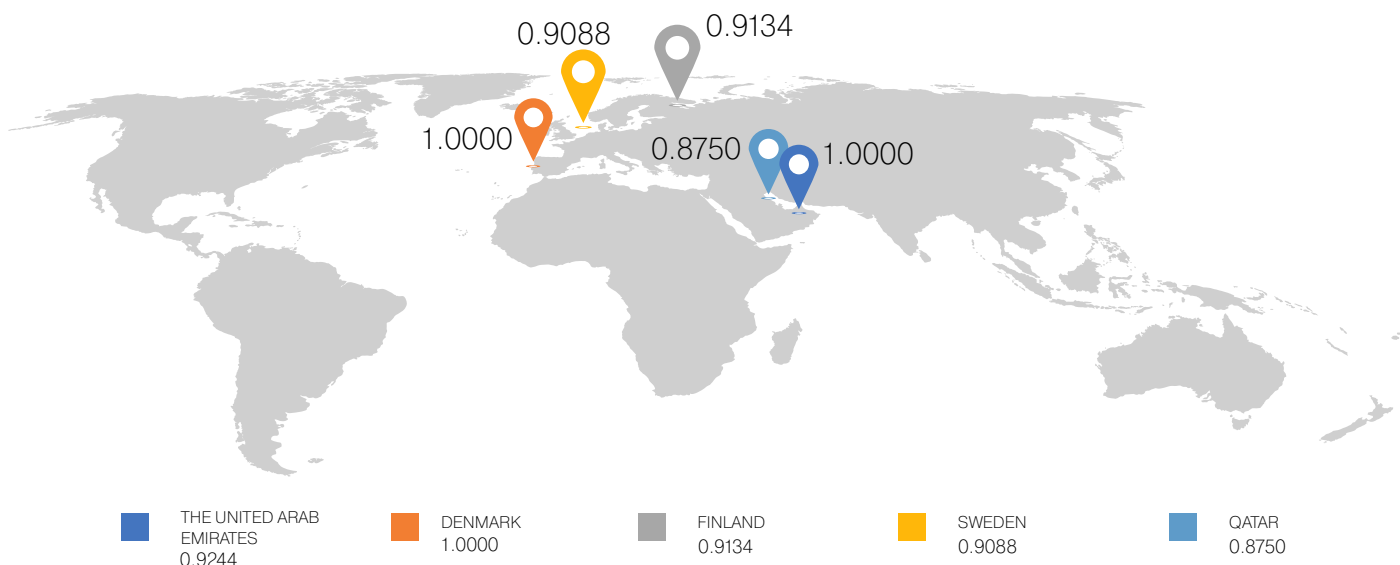 0.9134
0.9088
1.0000
0.8750
1.0000
THE UNITED ARAB
EMIRATES
0.9244
DENMARK
1.0000
FINLAND
0.9134
SWEDEN
0.9088
QATAR
0.8750